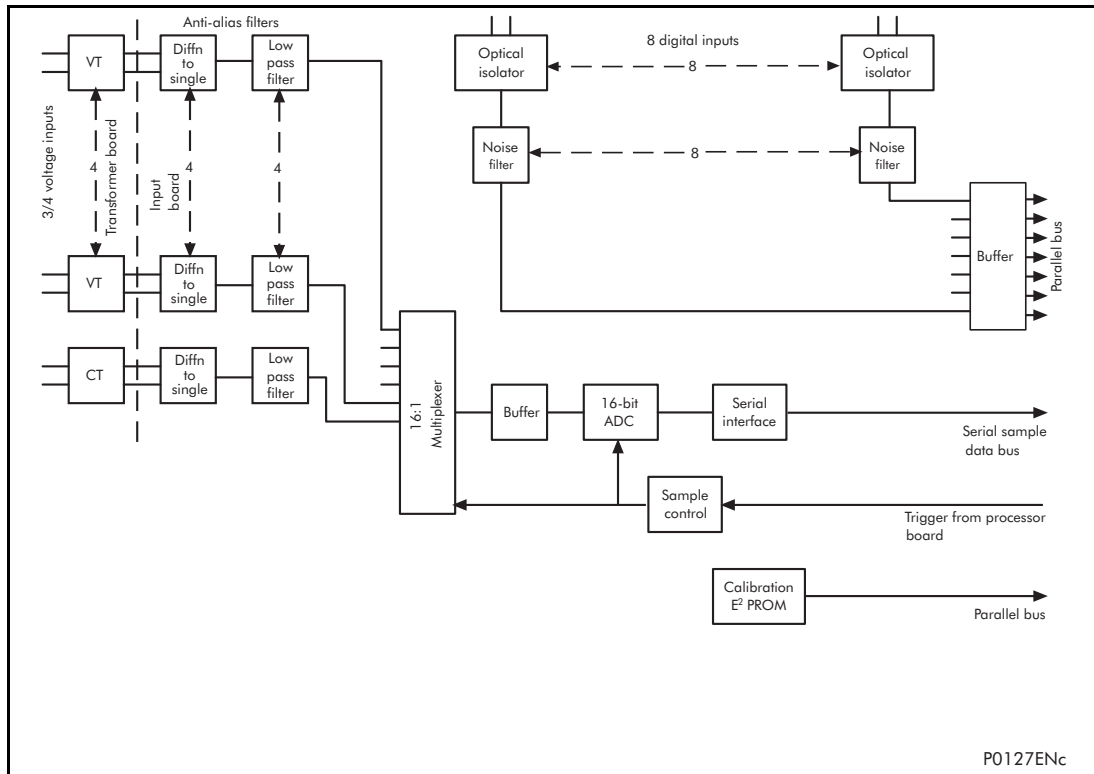 Anti-alias filters
VT
Diffn
to
single
Low
pass
filter
3/4 voltage inputs
4
Transformer board
Input
board
4
4
VT
Diffn
to
single
Low
pass
filter
CT
Diffn
to
single
Low
pass
filter
16:1
Multiplexer
Optical
isolator
8 digital inputs
8
Optical
isolator
Noise
filter
8
Noise
filter
Buffer
Parallel bus
Buffer
16-bit
ADC
Serial
interface
Serial sample
data bus
Sample
control
Trigger from processor
board
Calibration
E² PROM
Parallel bus
P0127ENc